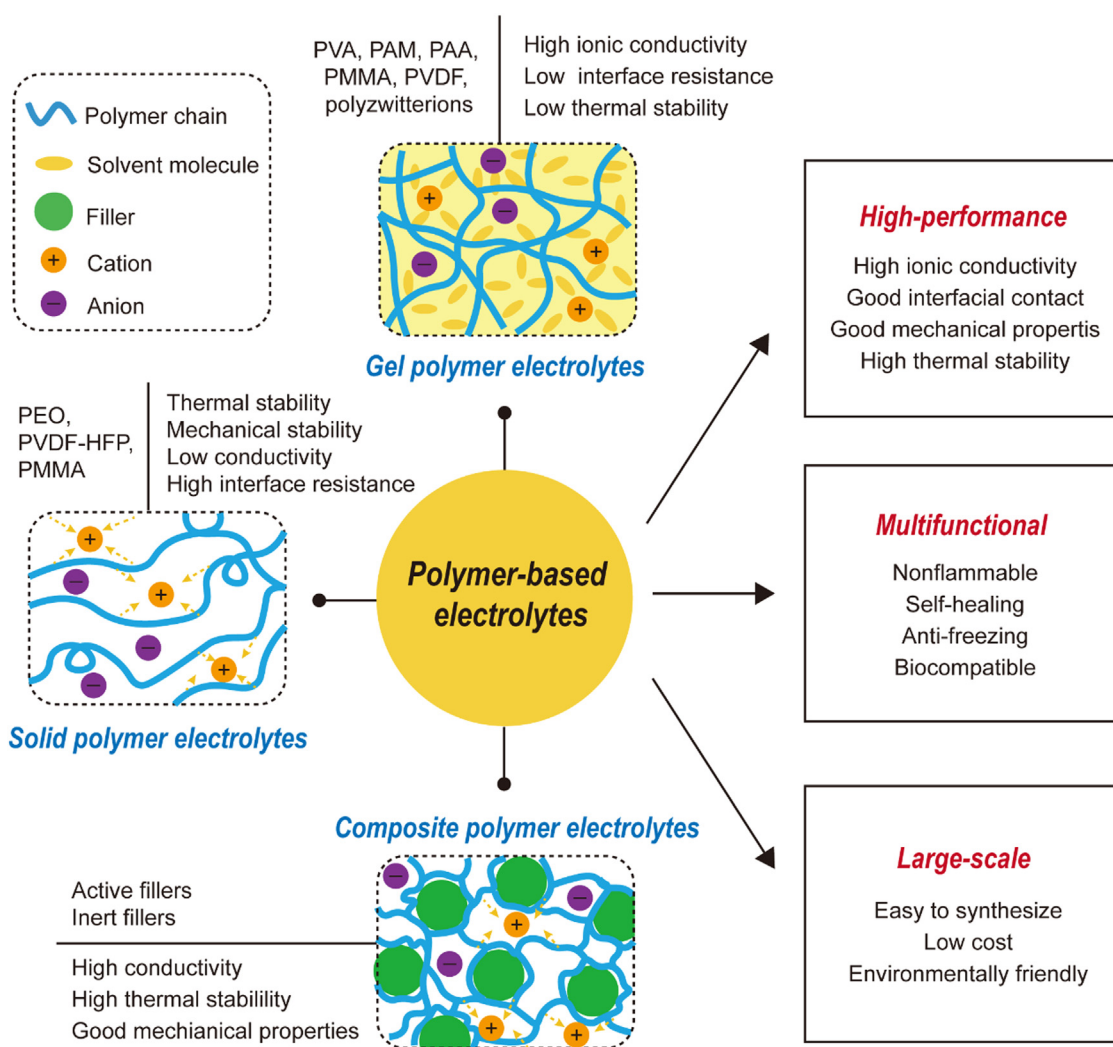 PVA, PAM, PAA,
PMMA, PVDF,
polyzwitterions
High ionic conductivity
Low interface resistance
Low thermal stability
Polymer chain
Solvent molecule
Filler
+ Cation
− Anion
Gel polymer electrolytes
PEO,
PVDF-HFP,
PMMA
Thermal stability
Mechanical stability
Low conductivity
High interface resistance
Solid polymer electrolytes
Polymer-based
electrolytes
Composite polymer electrolytes
Active fillers
Inert fillers
High conductivity
High thermal stabilility
Good mechianical properties
High-performance
High ionic conductivity
Good interfacial contact
Good mechanical propertis
High thermal stability
Multifunctional
Nonflammable
Self-healing
Anti-freezing
Biocompatible
Large-scale
Easy to synthesize
Low cost
Environmentally friendly